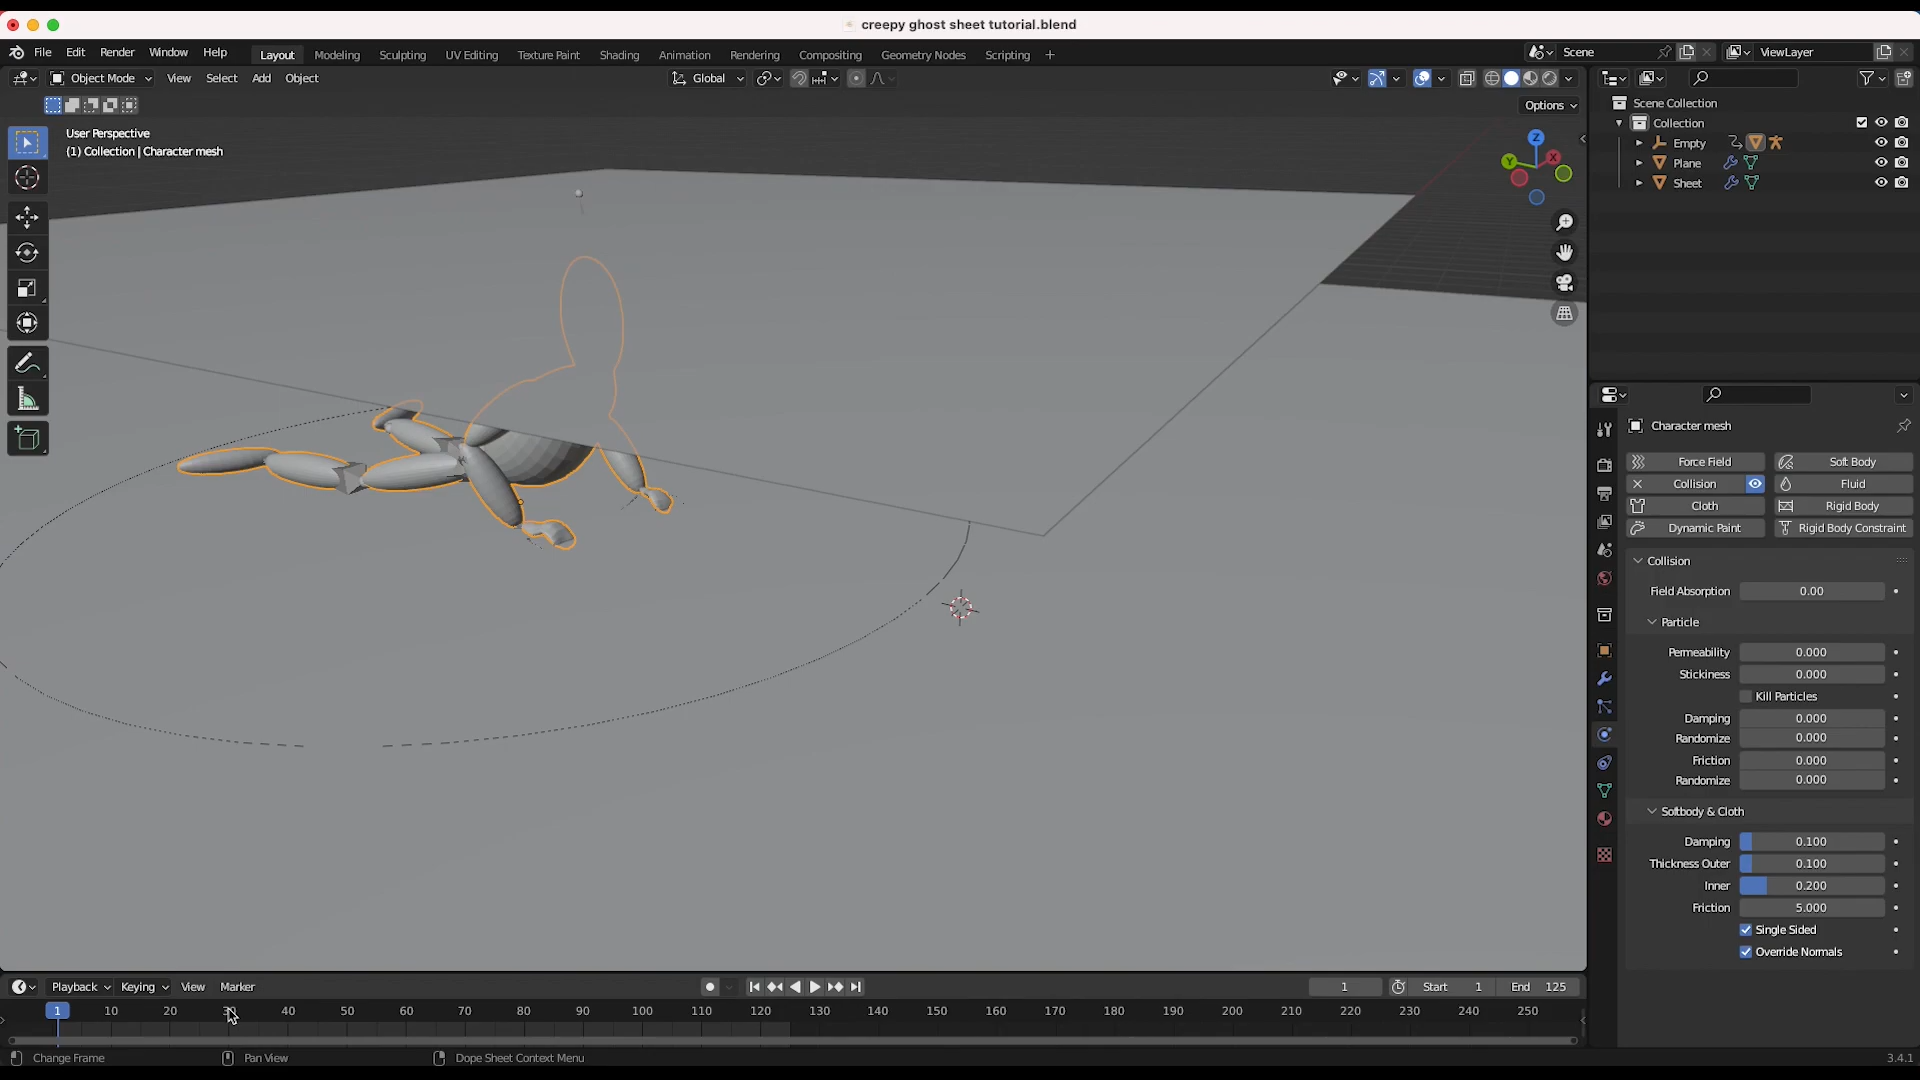 creepy ghost sheet tutorial.blend
File Edit Render Window Help Layout Modeling Sculpting UV Editing Texture Paint Shading Animation Rendering Compositing Geometry Nodes Scripting + Scene ViewLayer
Object Mode View Select Add Object Global
Options
User Perspective
(1) Collection | Character mesh
Z
Y
X
Scene Collection
Collection
Empty
Plane
Sheet
Character mesh
Force Field Soft Body
Collision Fluid
Cloth Rigid Body
Dynamic Paint Rigid Body Constraint
Collision
Field Absorption 0.00
Particle
Permeability 0.000
Stickiness 0.000
Kill Particles
Damping 0.000
Randomize 0.000
Friction 0.000
Randomize 0.000
Softbody & Cloth
Damping 0.100
Thickness Outer 0.100
Inner 0.200
Friction 5.000
Single Sided
Override Normals
Playback Keying View Marker 1 Start 1 End 125
1 10 20 30 40 50 60 70 80 90 100 110 120 130 140 150 160 170 180 190 200 210 220 230 240 250
Change Frame Pan View Dope Sheet Context Menu 3.4.1